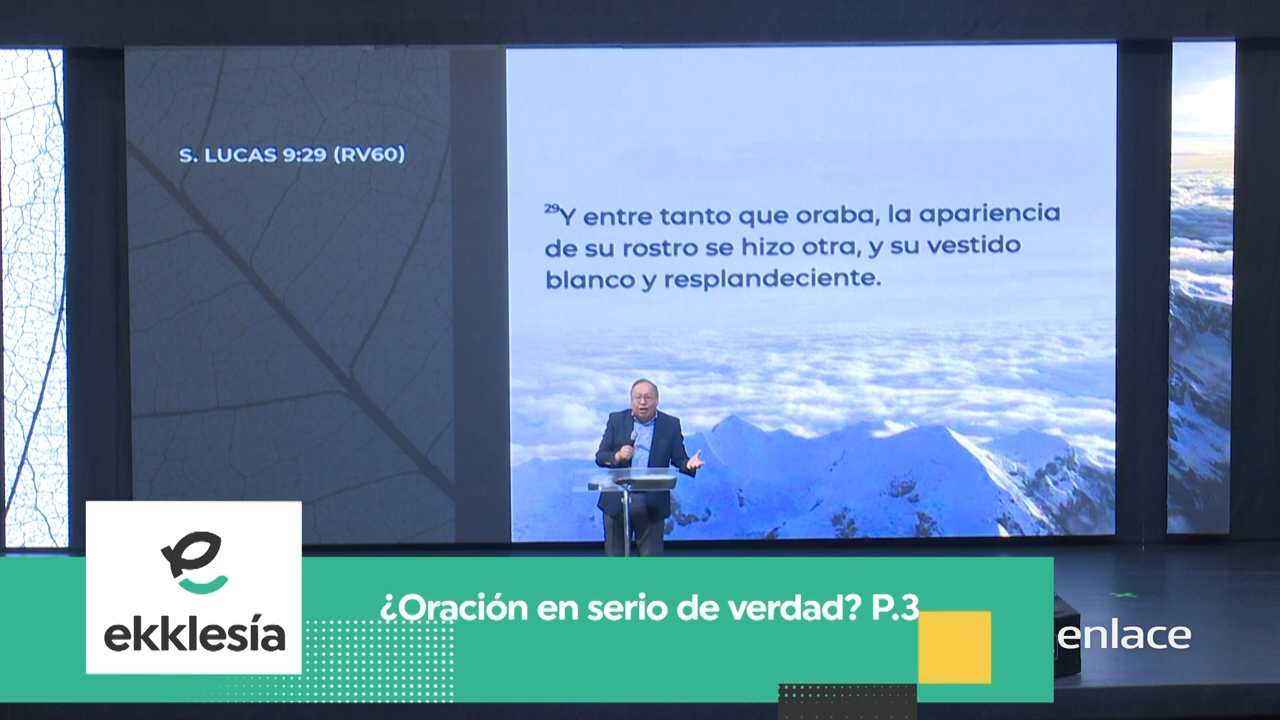 S. LUCAS 9:29 (RV60)
²⁹Y entre tanto que oraba, la apariencia
de su rostro se hizo otra, y su vestido
blanco y resplandeciente.
ekklesía
¿Oración en serio de verdad? P.3
enlace